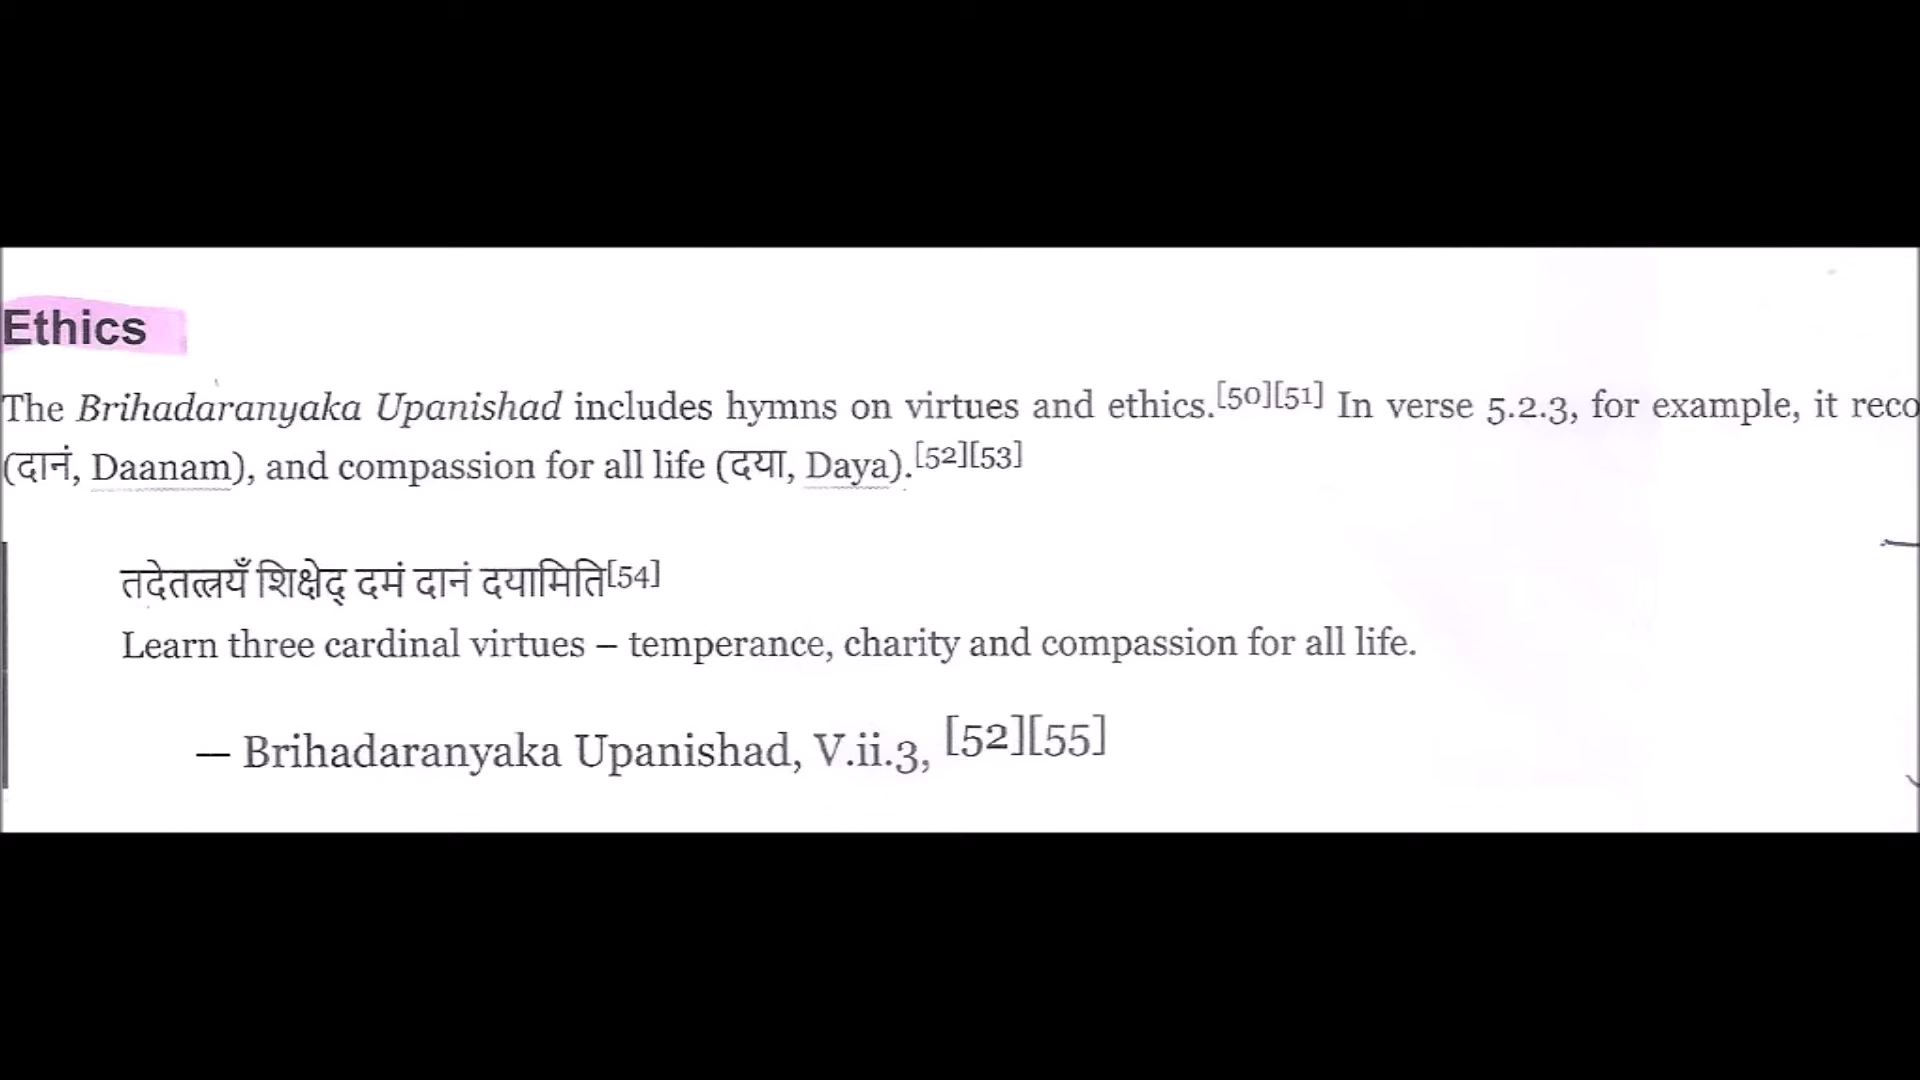 Ethics
The Brihadaranyaka Upanishad includes hymns on virtues and ethics.[50][51] In verse 5.2.3, for example, it reco
(दानं, Daanam), and compassion for all life (दया, Daya).[52][53]
तदेतत्त्रयँ शिक्षेद् दमं दानं दयामिति[54]
Learn three cardinal virtues – temperance, charity and compassion for all life.
— Brihadaranyaka Upanishad, V.ii.3, [52][55]